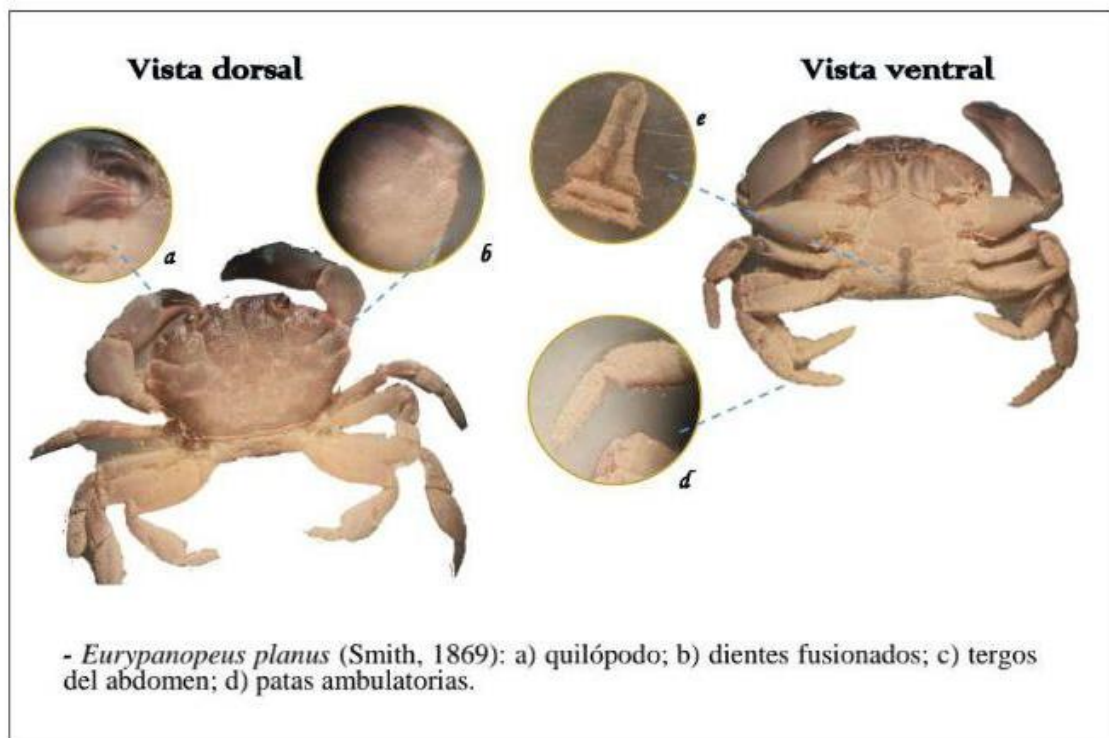 Vista dorsal
Vista ventral
a
b
e
d
- Eurypanopeus planus (Smith, 1869): a) quilópodo; b) dientes fusionados; c) tergos
del abdomen; d) patas ambulatorias.